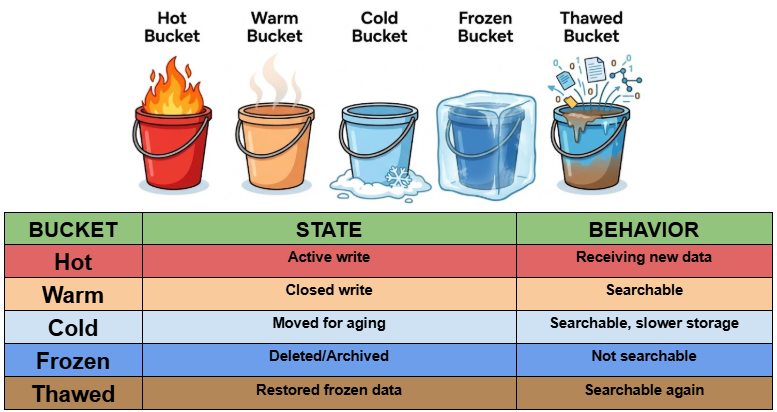 Hot
Bucket
Warm
Bucket
Cold
Bucket
Frozen
Bucket
Thawed
Bucket
BUCKET STATE BEHAVIOR
Hot Active write Receiving new data
Warm Closed write Searchable
Cold Moved for aging Searchable, slower storage
Frozen Deleted/Archived Not searchable
Thawed Restored frozen data Searchable again